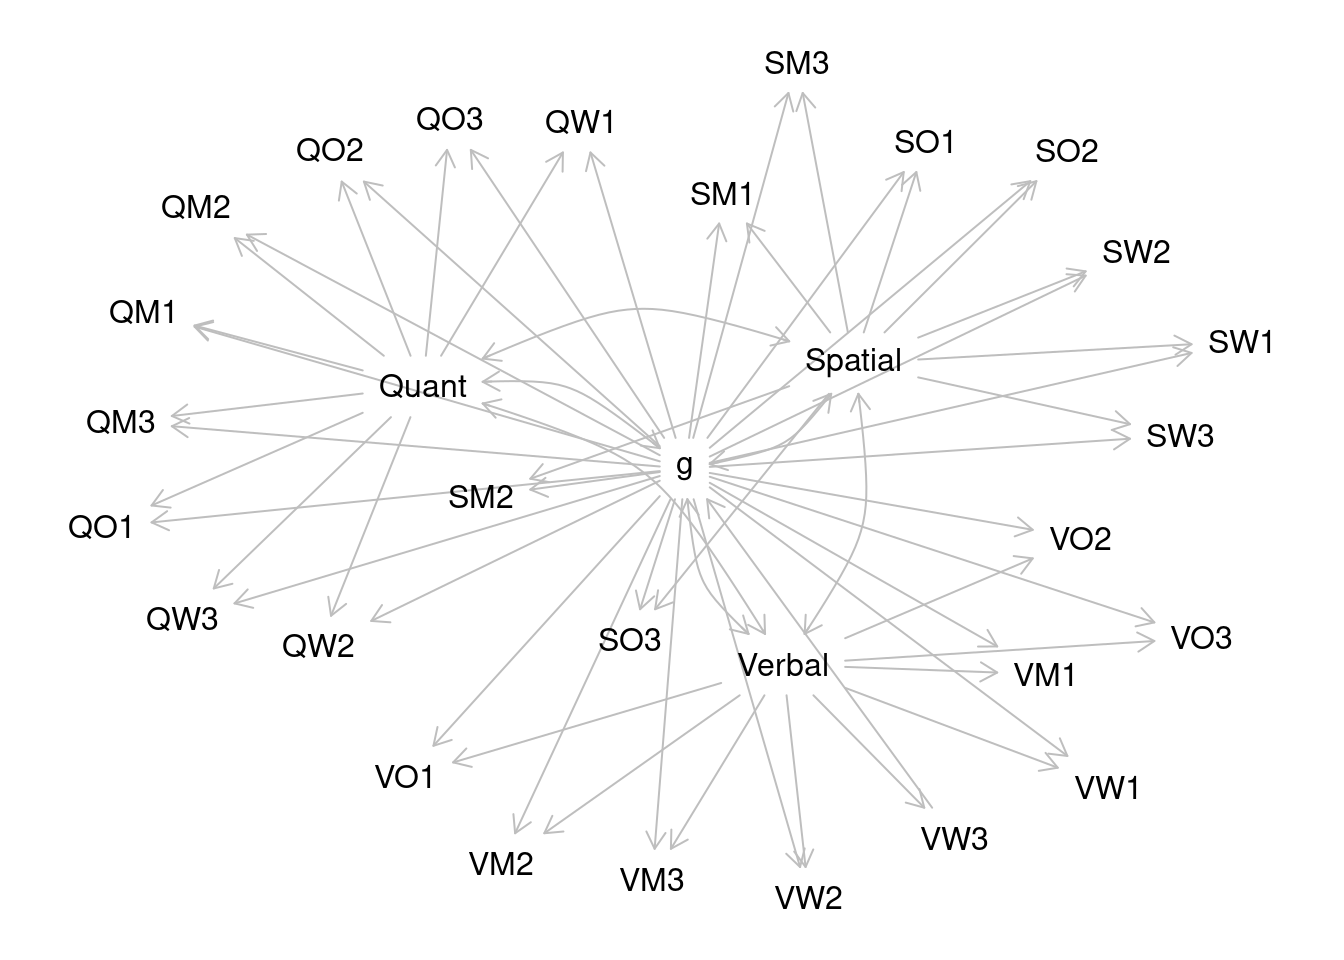 SM3
QO3
QW1
SO1
QO2
SO2
SM1
QM2
SW2
QM1
SW1
Spatial
Quant
QM3
SW3
g
SM2
QO1
VO2
QW3
VO3
SO3
QW2
Verbal
VM1
VO1
VW1
VW3
VM2
VM3
VW2